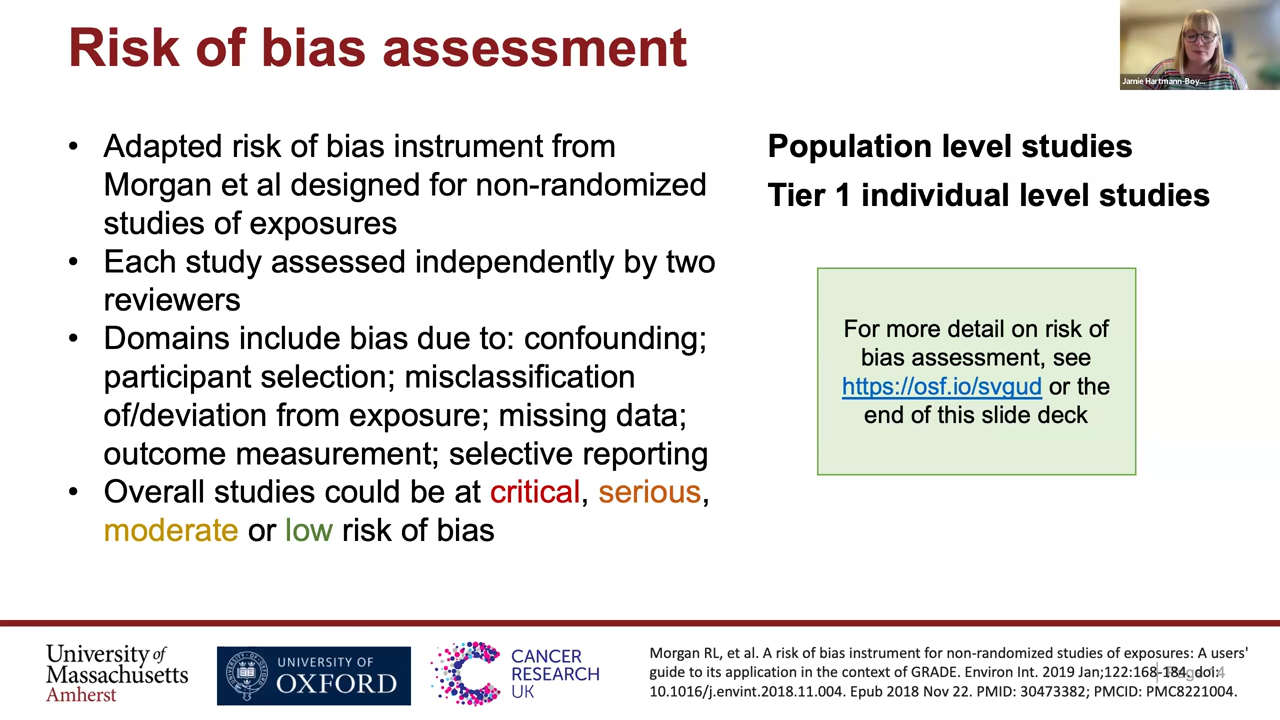 Risk of bias assessment
Jamie Hartmann-Boy...
• Adapted risk of bias instrument from
Morgan et al designed for non-randomized
studies of exposures
• Each study assessed independently by two
reviewers
• Domains include bias due to: confounding;
participant selection; misclassification
of/deviation from exposure; missing data;
outcome measurement; selective reporting
• Overall studies could be at critical, serious,
moderate or low risk of bias
Population level studies
Tier 1 individual level studies
For more detail on risk of
bias assessment, see
https://osf.io/svgud or the
end of this slide deck
University of
Massachusetts
Amherst
UNIVERSITY OF
OXFORD
CANCER
RESEARCH
UK
Morgan RL, et al. A risk of bias instrument for non-randomized studies of exposures: A users'
guide to its application in the context of GRADE. Environ Int. 2019 Jan;122:168-184. doi:
10.1016/j.envint.2018.11.004. Epub 2018 Nov 22. PMID: 30473382; PMCID: PMC8221004.